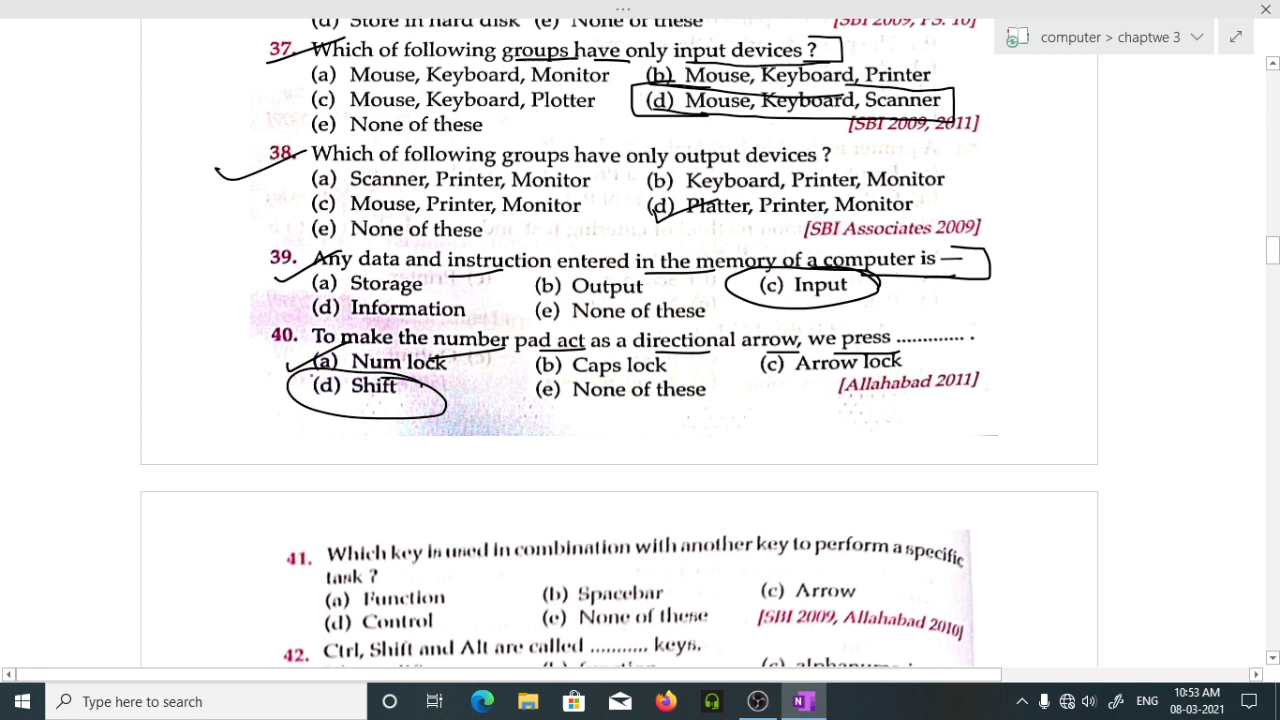 computer > chaptwe 3
(d) Store in hard disk (e) None of these [SBI 2009, PS. 10]
37. Which of following groups have only input devices ?
(a) Mouse, Keyboard, Monitor (b) Mouse, Keyboard, Printer
(c) Mouse, Keyboard, Plotter (d) Mouse, Keyboard, Scanner
(e) None of these [SBI 2009, 2011]
38. Which of following groups have only output devices ?
(a) Scanner, Printer, Monitor (b) Keyboard, Printer, Monitor
(c) Mouse, Printer, Monitor (d) Platter, Printer, Monitor
(e) None of these [SBI Associates 2009]
39. Any data and instruction entered in the memory of a computer is —
(a) Storage (b) Output (c) Input
(d) Information (e) None of these
40. To make the number pad act as a directional arrow, we press ............. .
(a) Num lock (b) Caps lock (c) Arrow lock
(d) Shift (e) None of these [Allahabad 2011]
41. Which key is used in combination with another key to perform a specific
task ?
(a) Function (b) Spacebar (c) Arrow
(d) Control (e) None of these [SBI 2009, Allahabad 2010]
42. Ctrl, Shift and Alt are called ........... keys.
Type here to search
ENG
10:53 AM
08-03-2021